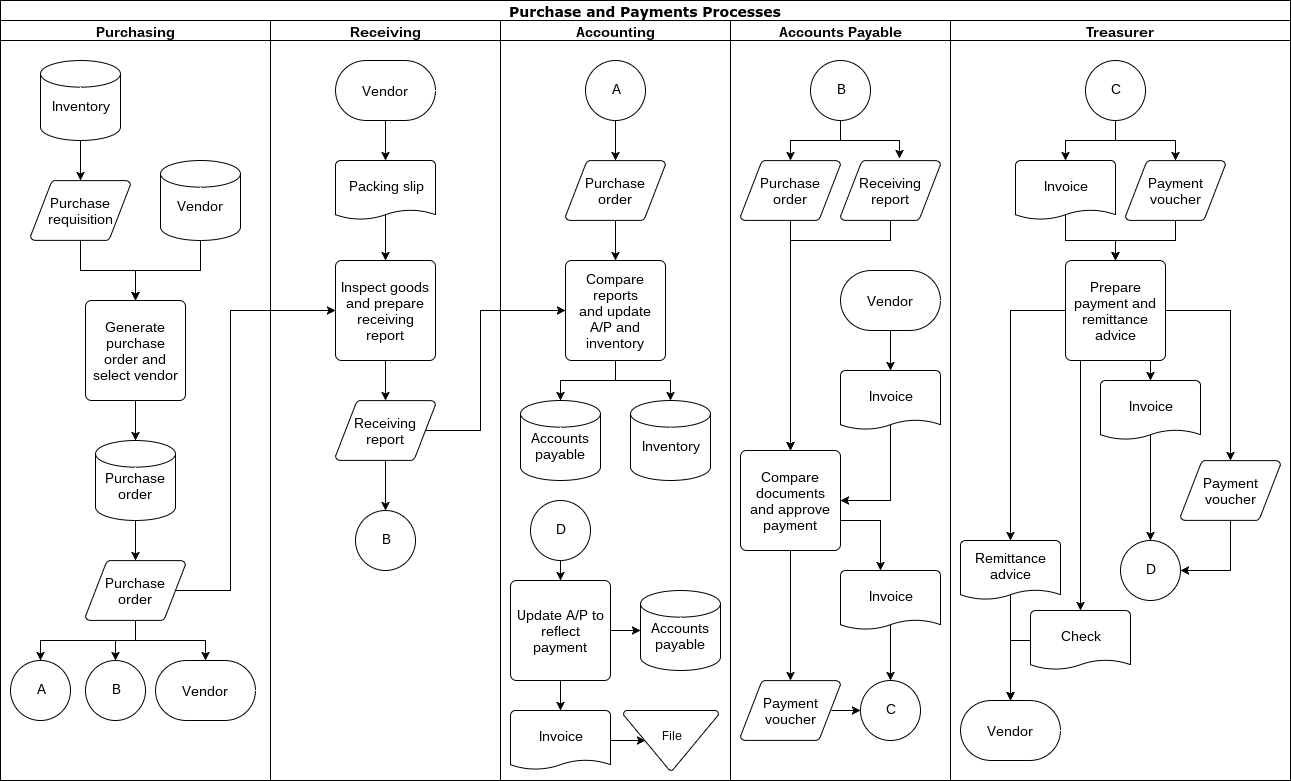 Purchase and Payments Processes
Purchasing
Receiving
Accounting
Accounts Payable
Treasurer
Inventory
Purchase
requisition
Vendor
Generate
purchase
order and
select vendor
Purchase
order
Purchase
order
A
B
Vendor
Vendor
Packing slip
Inspect goods
and prepare
receiving
report
Receiving
report
B
A
Purchase
order
Compare
reports
and update
A/P and
inventory
Accounts
payable
Inventory
D
Update A/P to
reflect
payment
Accounts
payable
Invoice
File
B
Purchase
order
Receiving
report
Vendor
Invoice
Compare
documents
and approve
payment
Invoice
Payment
voucher
C
C
Invoice
Payment
voucher
Prepare
payment and
remittance
advice
Invoice
Payment
voucher
Remittance
advice
D
Check
Vendor